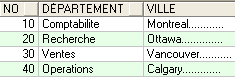 NO DÉPARTEMENT VILLE
10 Comptabilite Montreal............
20 Recherche Ottawa............
30 Ventes Vancouver............
40 Operations Calgary............